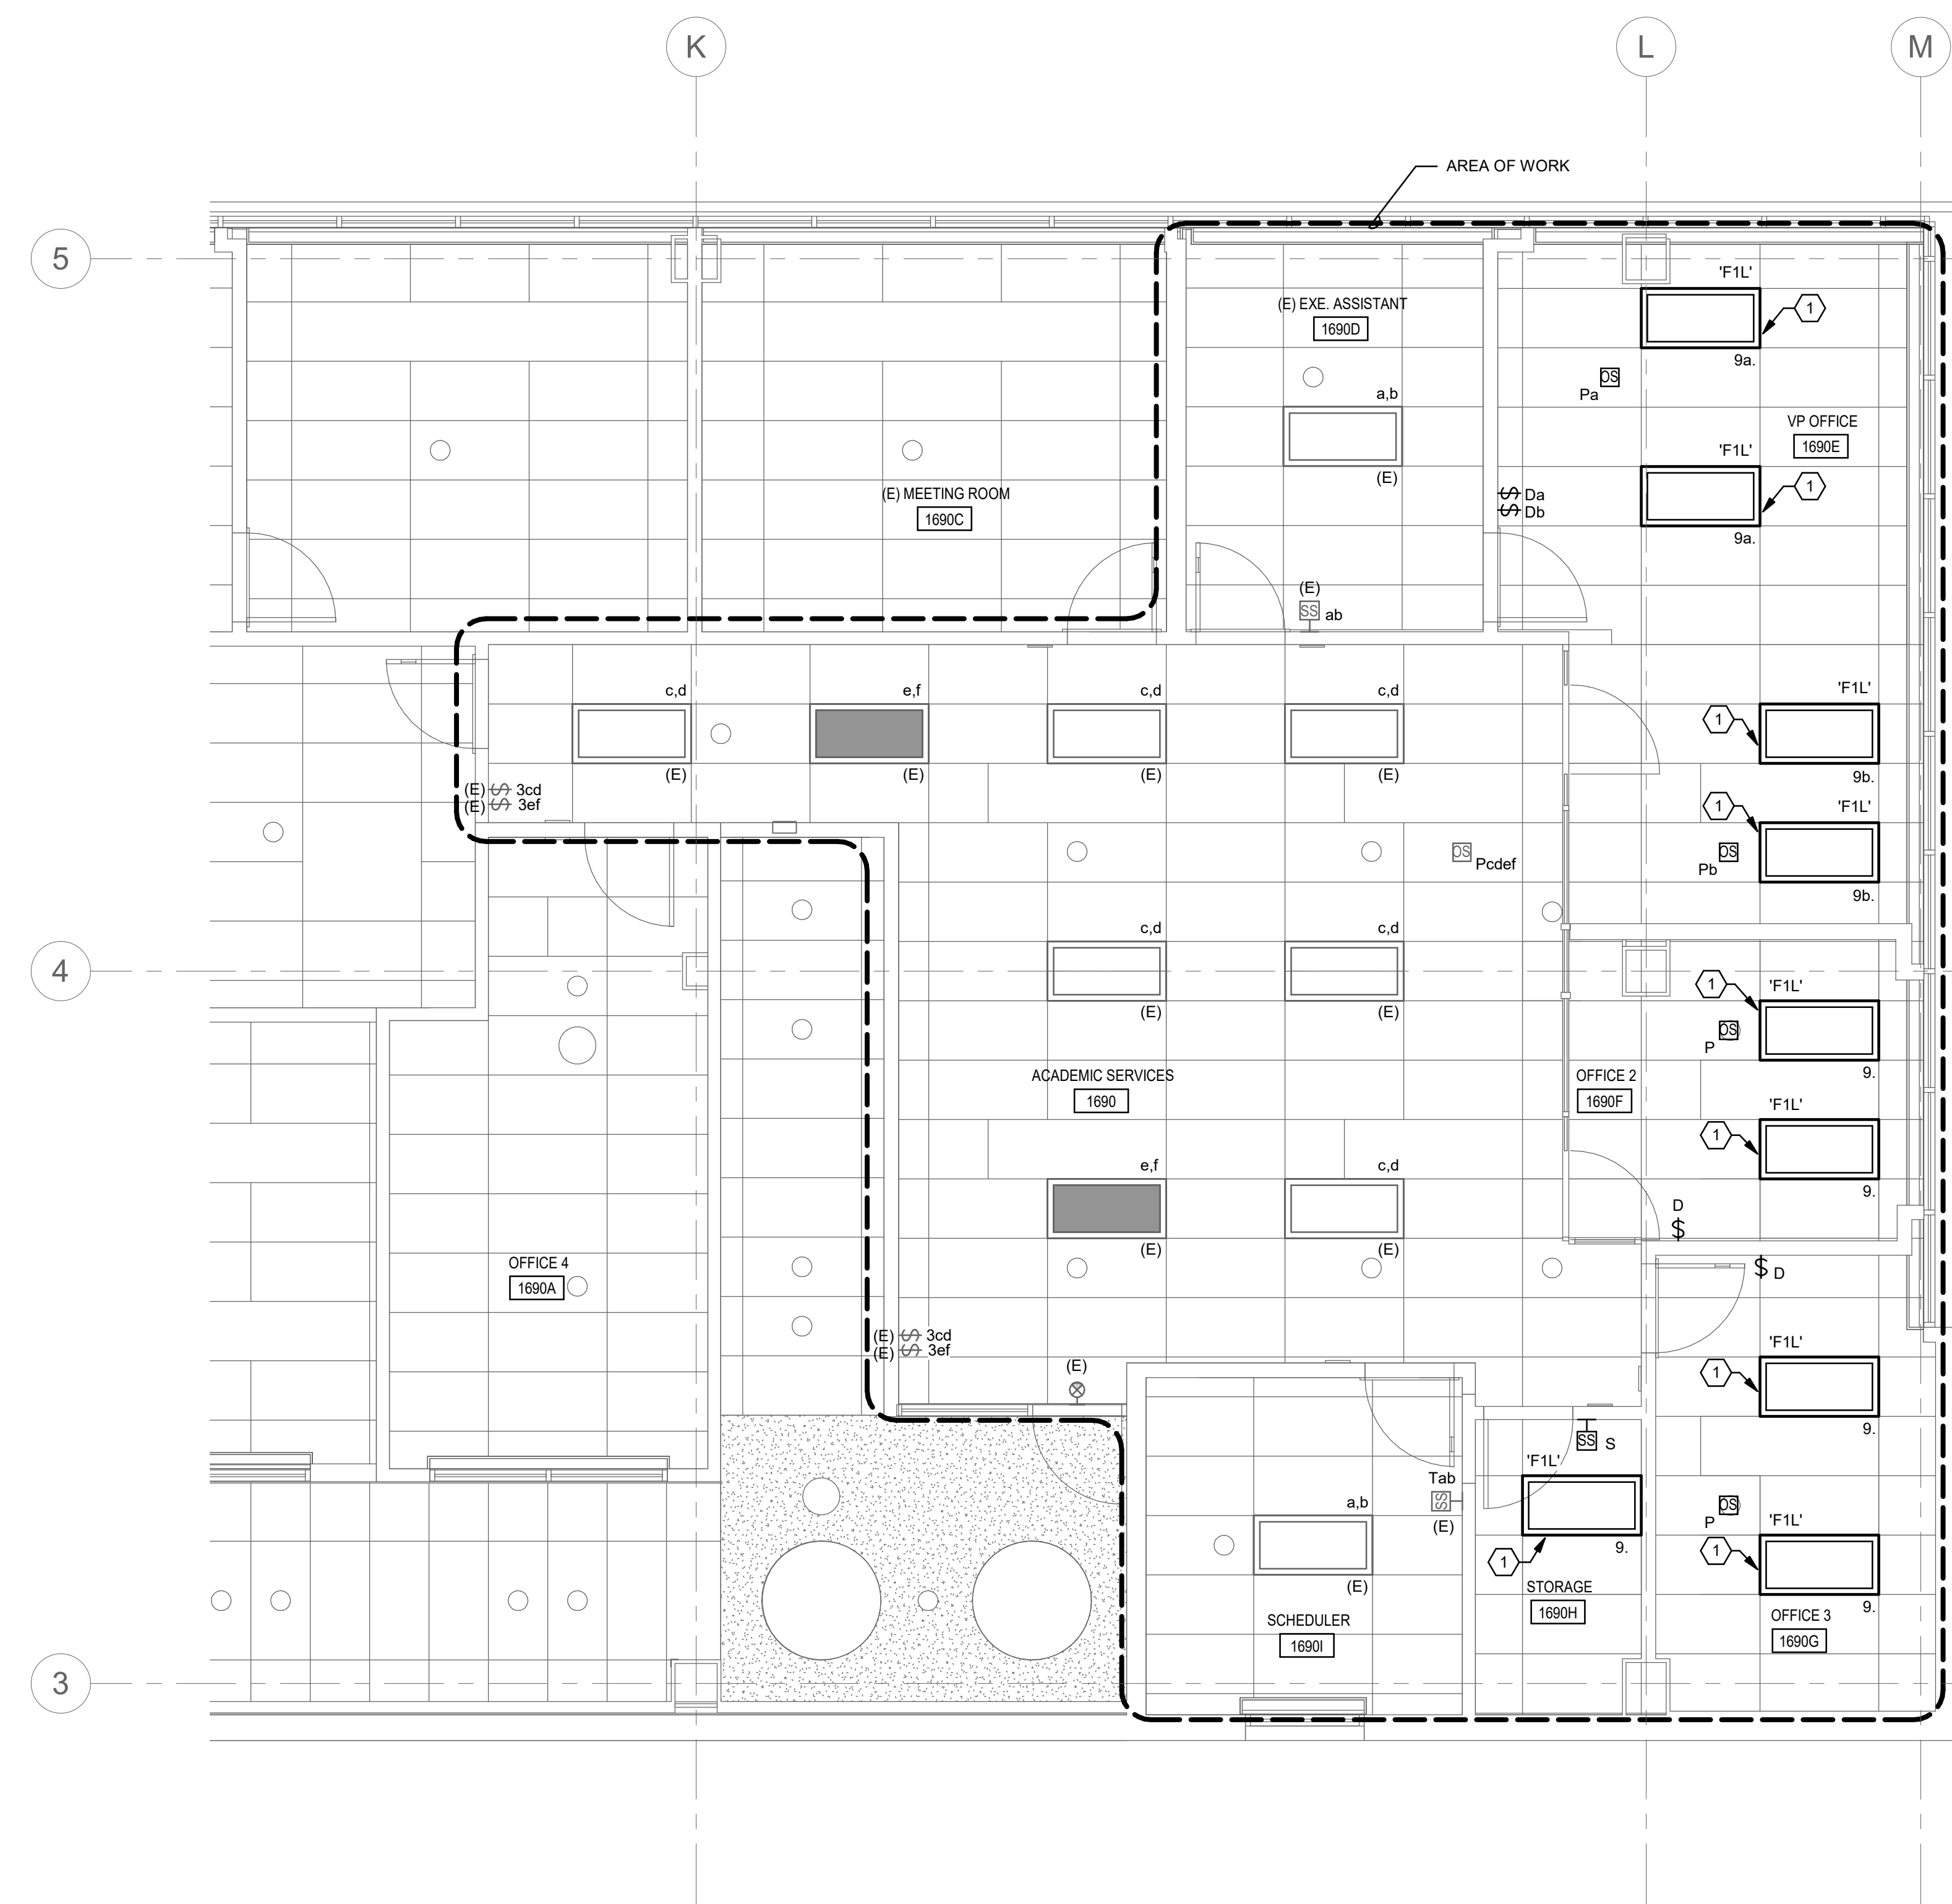 K
L
M
AREA OF WORK
5
'F1L'
(E) EXE. ASSISTANT
1690D
1
9a.
OS
Pa
a,b
VP OFFICE
1690E
'F1L'
(E)
1
(E) MEETING ROOM
1690C
Da
Db
9a.
(E)
SS
ab
c,d
e,f
c,d
c,d
'F1L'
1
(E)
(E)
(E)
(E)
9b.
(E)
3cd
(E)
3ef
1
'F1L'
OS
Pcdef
OS
Pb
9b.
c,d
c,d
4
1
'F1L'
(E)
(E)
OS
P
9.
ACADEMIC SERVICES
1690
OFFICE 2
1690F
'F1L'
1
e,f
c,d
9.
D
$
(E)
(E)
OFFICE 4
1690A
$
D
(E)
3cd
(E)
3ef
'F1L'
(E)
1
9.
SS
S
'F1L'
Tab
SS
a,b
(E)
OS
P
'F1L'
9.
1
1
(E)
STORAGE
1690H
9.
SCHEDULER
1690I
OFFICE 3
1690G
3